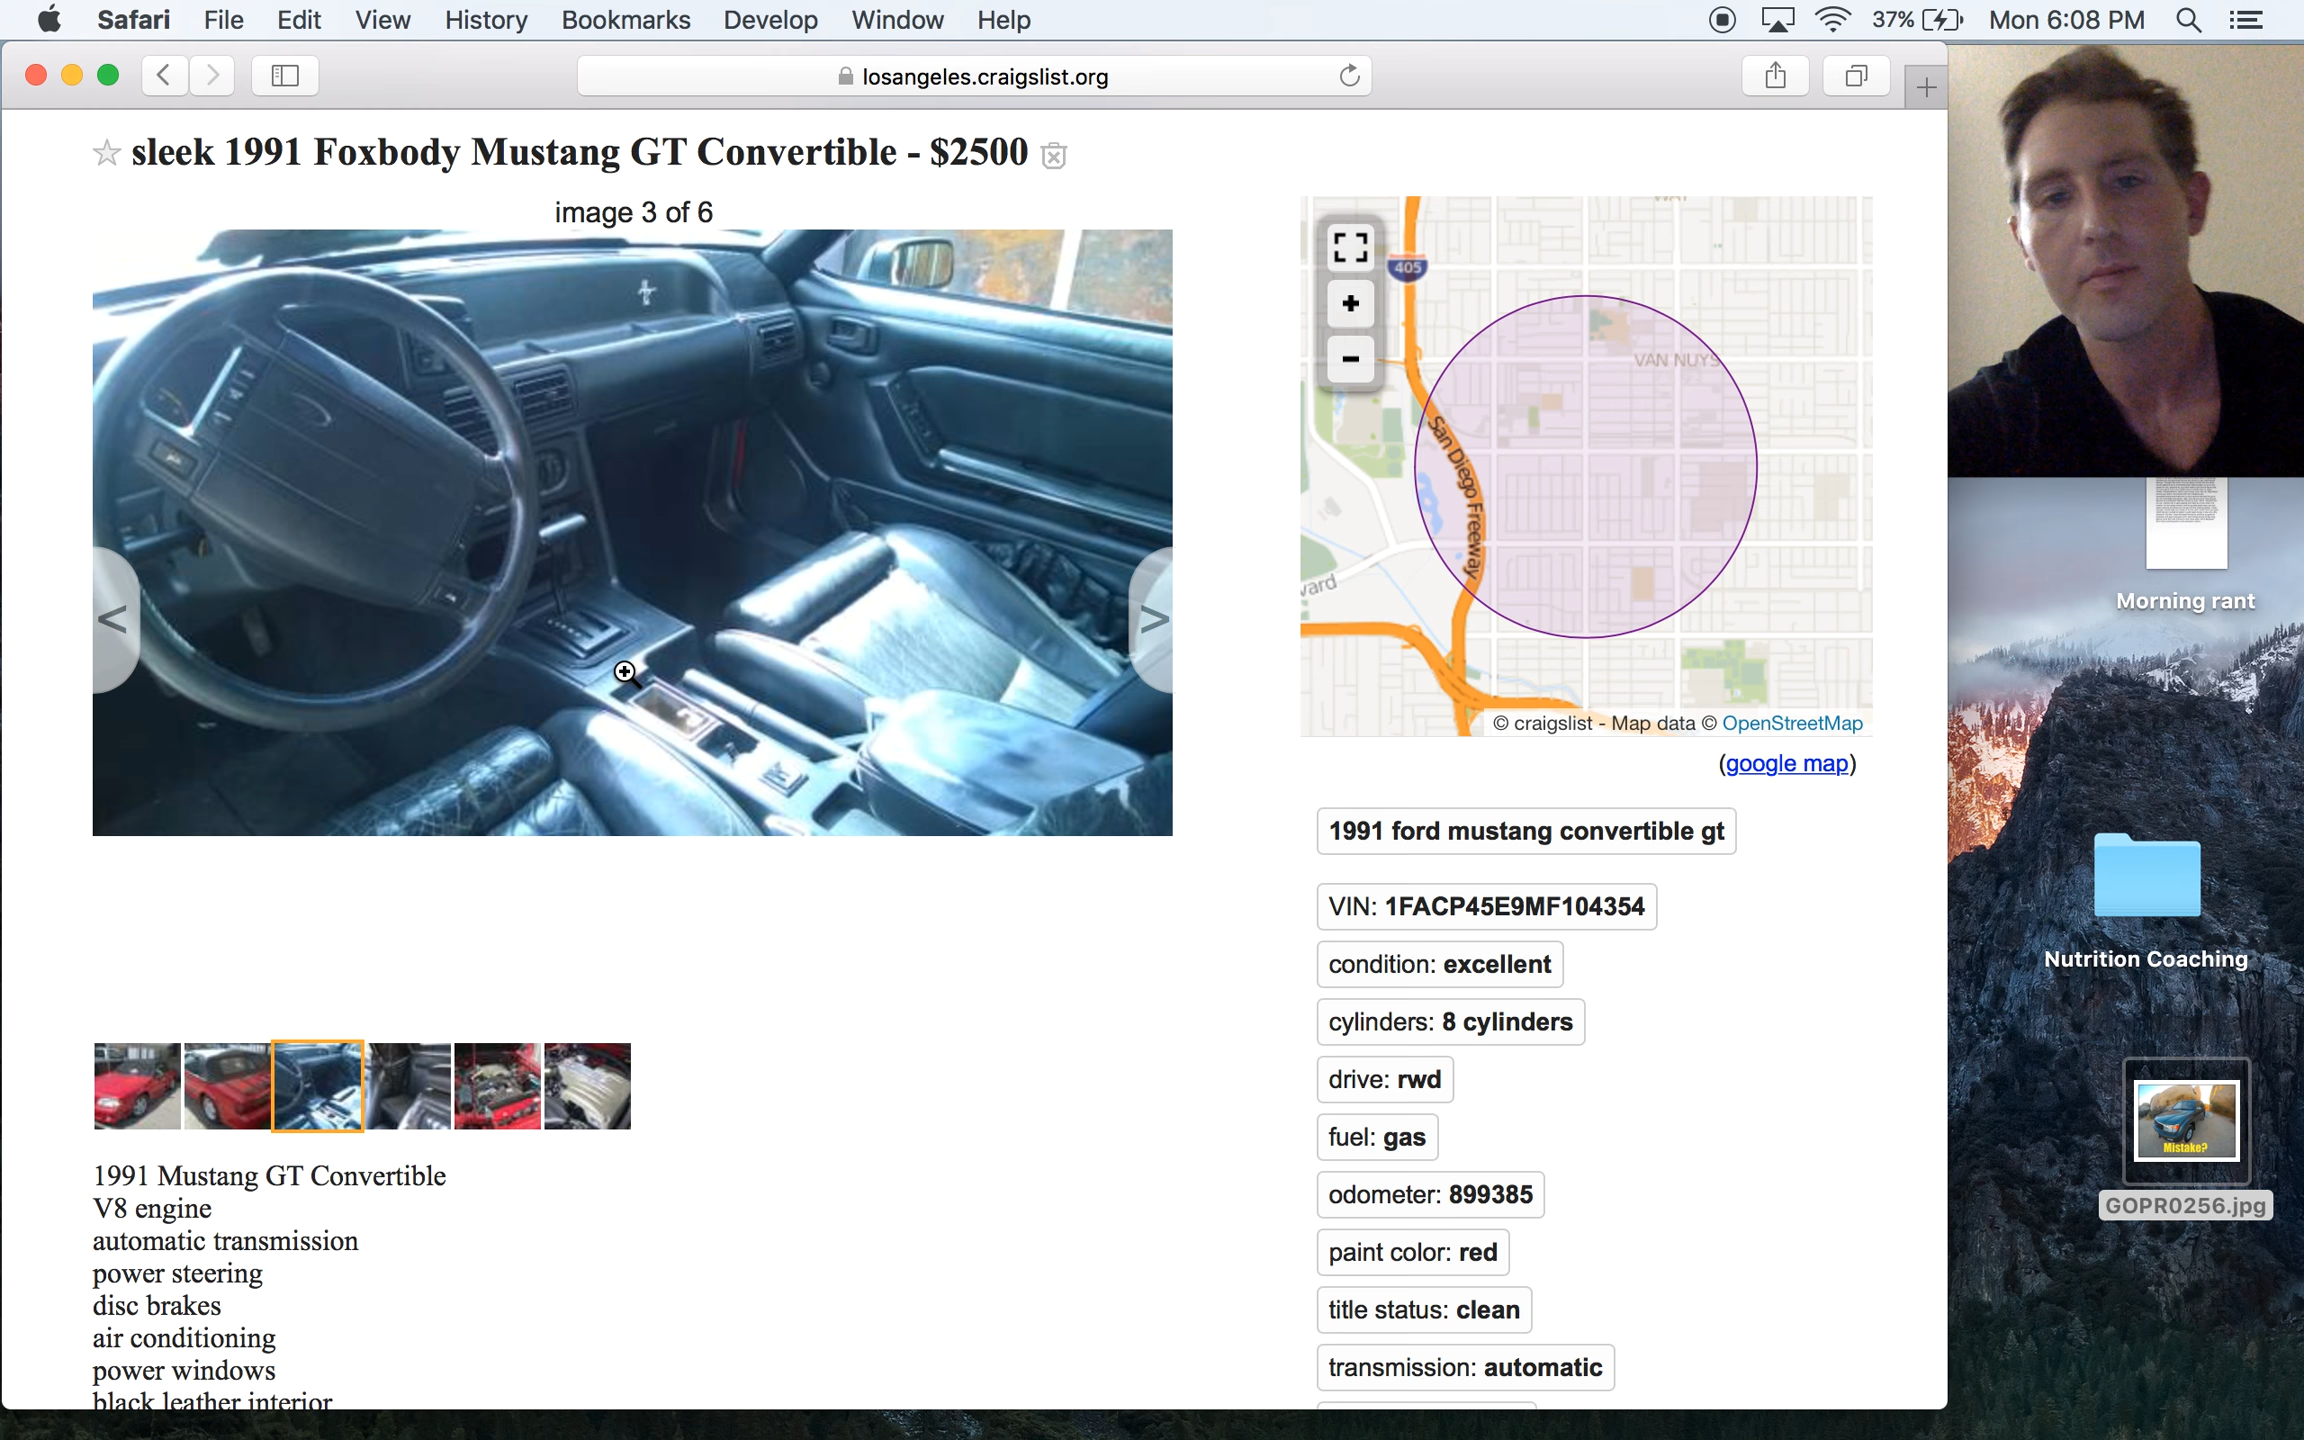 Safari File Edit View History Bookmarks Develop Window Help 37% Mon 6:08 PM
losangeles.craigslist.org
sleek 1991 Foxbody Mustang GT Convertible - $2500
image 3 of 6
<
>
405
VAN NUYS
San Diego Freeway
© craigslist - Map data © OpenStreetMap
(google map)
1991 ford mustang convertible gt
VIN: 1FACP45E9MF104354
condition: excellent
cylinders: 8 cylinders
drive: rwd
fuel: gas
odometer: 899385
paint color: red
title status: clean
transmission: automatic
1991 Mustang GT Convertible
V8 engine
automatic transmission
power steering
disc brakes
air conditioning
power windows
black leather interior
Morning rant
Nutrition Coaching
Mistake?
GOPR0256.jpg